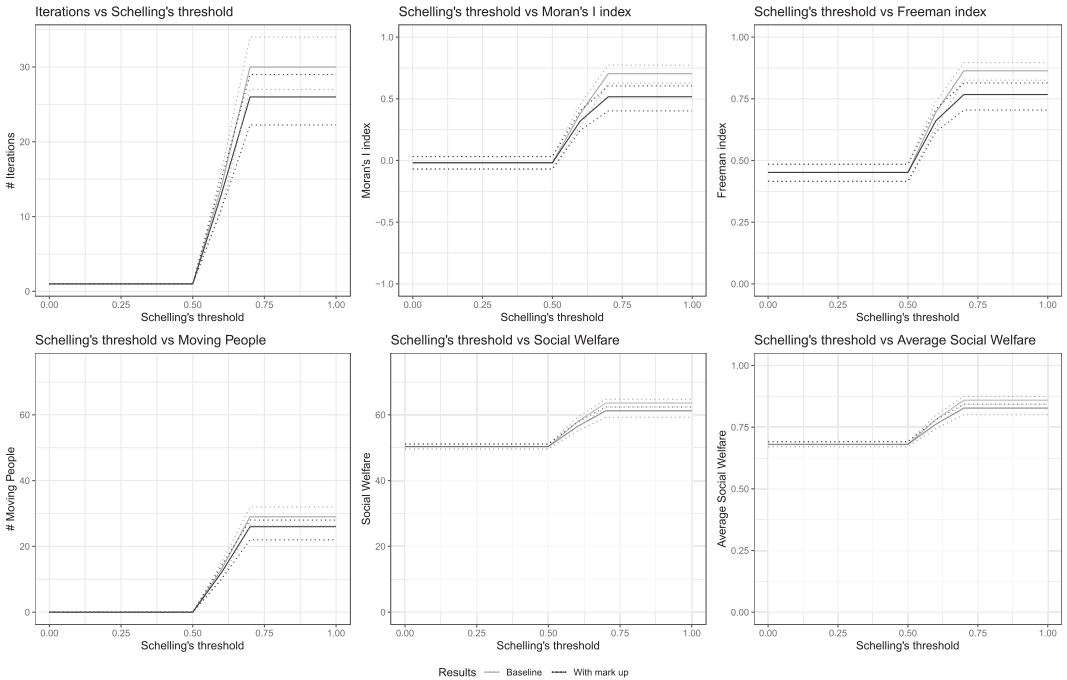 Iterations vs Schelling's threshold
# Iterations
30
20
10
0
0.00 0.25 0.50 0.75 1.00
Schelling's threshold
Schelling's threshold vs Moran's I index
Moran's I index
1.0
0.5
0.0
−0.5
−1.0
0.00 0.25 0.50 0.75 1.00
Schelling's threshold
Schelling's threshold vs Freeman index
Freeman index
1.00
0.75
0.50
0.25
0.00
0.00 0.25 0.50 0.75 1.00
Schelling's threshold
Schelling's threshold vs Moving People
# Moving People
60
40
20
0
0.00 0.25 0.50 0.75 1.00
Schelling's threshold
Schelling's threshold vs Social Welfare
Social Welfare
60
40
20
0
0.00 0.25 0.50 0.75 1.00
Schelling's threshold
Schelling's threshold vs Average Social Welfare
Average Social Welfare
1.00
0.75
0.50
0.25
0.00
0.00 0.25 0.50 0.75 1.00
Schelling's threshold
Results Baseline With mark up